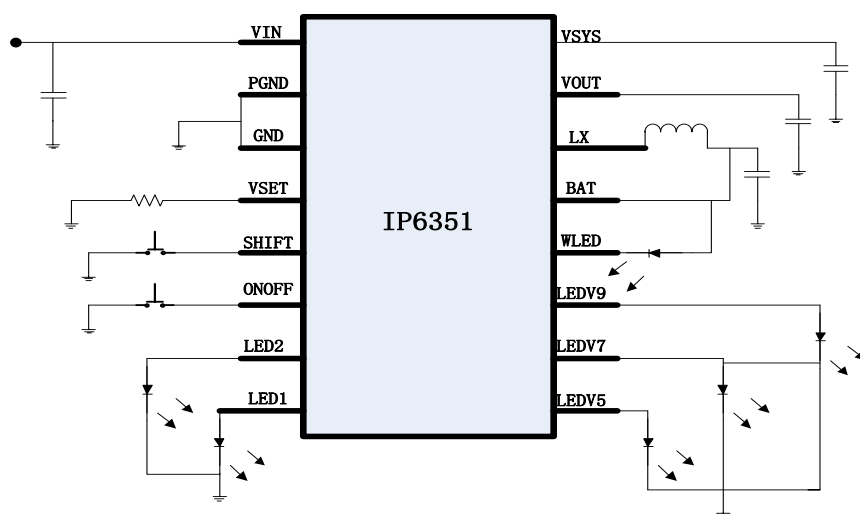 VIN
PGND
GND
VSET
SHIFT
ONOFF
LED2
LED1
IP6351
VSYS
VOUT
LX
BAT
WLED
LEDV9
LEDV7
LEDV5